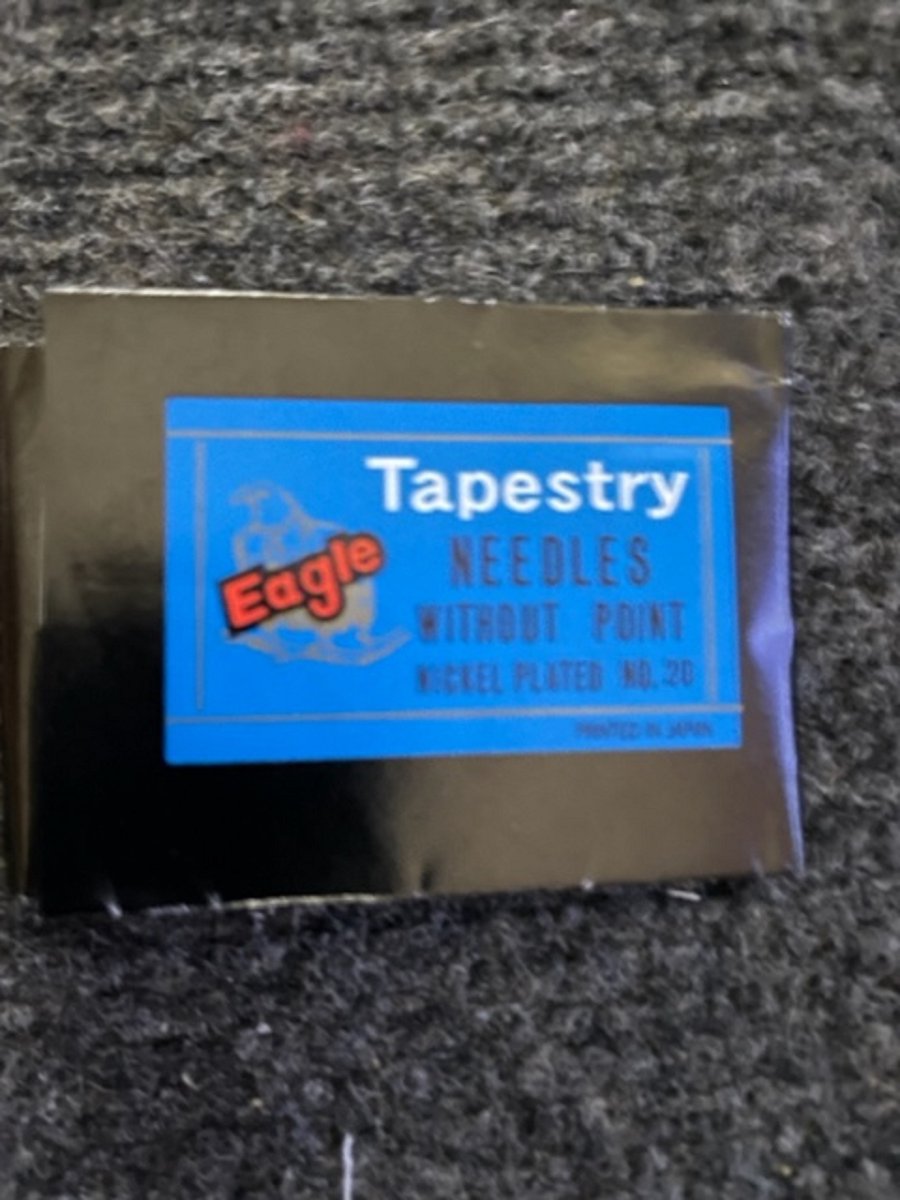 Tapestry
Eagle
NEEDLES
WITHOUT POINT
NICKEL PLATED NO. 20
PRINTED IN JAPAN